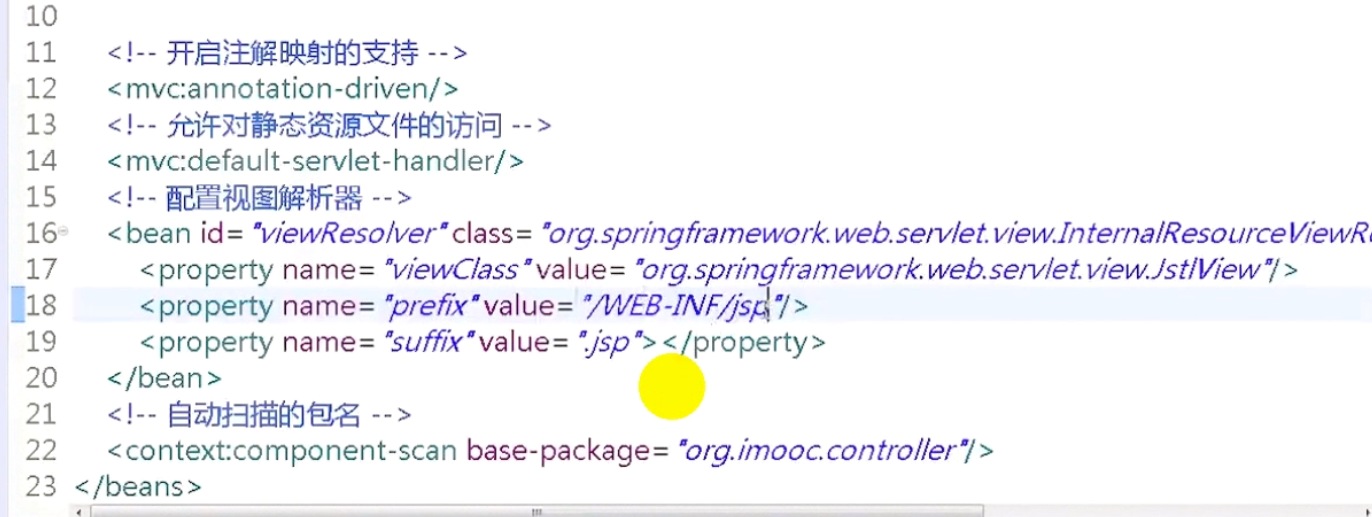 10
11 <!-- 开启注解映射的支持 -->
12 <mvc:annotation-driven/>
13 <!-- 允许对静态资源文件的访问 -->
14 <mvc:default-servlet-handler/>
15 <!-- 配置视图解析器 -->
16 <bean id="viewResolver" class="org.springframework.web.servlet.view.InternalResourceViewR
17 <property name="viewClass" value="org.springframework.web.servlet.view.JstlView"/>
18 <property name="prefix" value="/WEB-INF/jsp"/>
19 <property name="suffix" value=".jsp"></property>
20 </bean>
21 <!-- 自动扫描的包名 -->
22 <context:component-scan base-package="org.imooc.controller"/>
23 </beans>